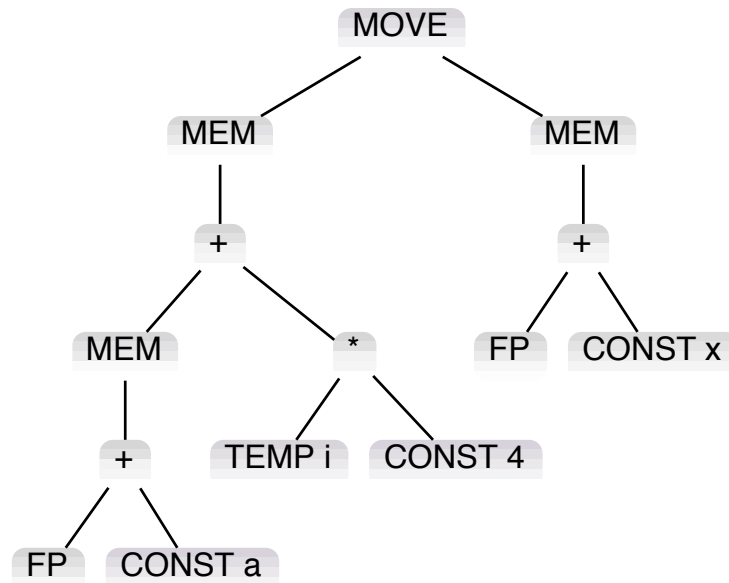 MOVE
MEM MEM
+ +
MEM * FP CONST x
+ TEMP i CONST 4
FP CONST a